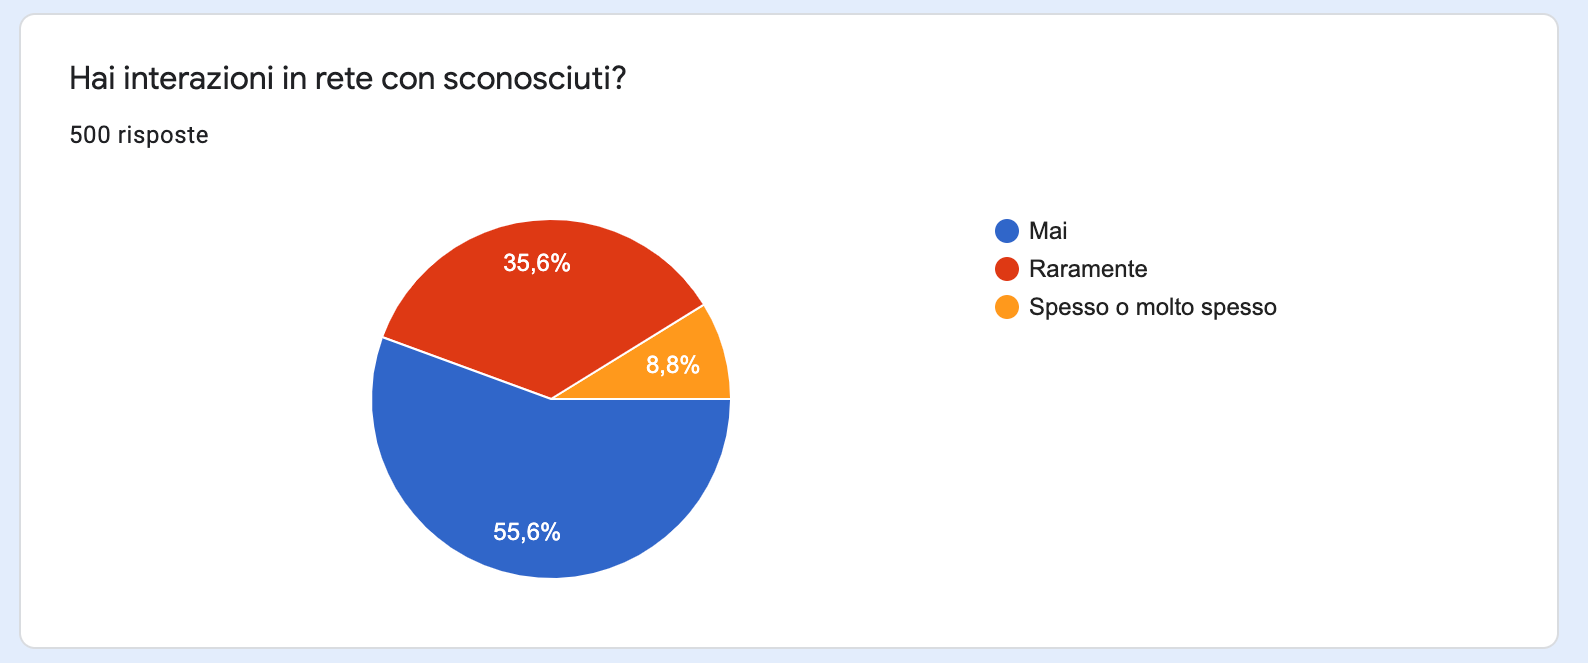 Hai interazioni in rete con sconosciuti?
500 risposte
35,6%
8,8%
55,6%
Mai
Raramente
Spesso o molto spesso